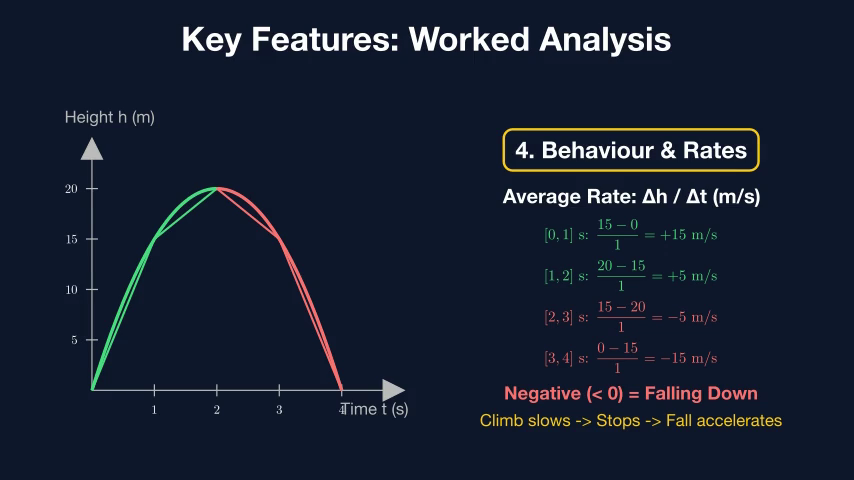 Key Features: Worked Analysis
Height h (m)
20
15
10
5
1 2 3 4
Time t (s)
4. Behaviour & Rates
Average Rate: Δh / Δt (m/s)
[0, 1] s: (15 − 0)/1 = +15 m/s
[1, 2] s: (20 − 15)/1 = +5 m/s
[2, 3] s: (15 − 20)/1 = −5 m/s
[3, 4] s: (0 − 15)/1 = −15 m/s
Negative (< 0) = Falling Down
Climb slows -> Stops -> Fall accelerates